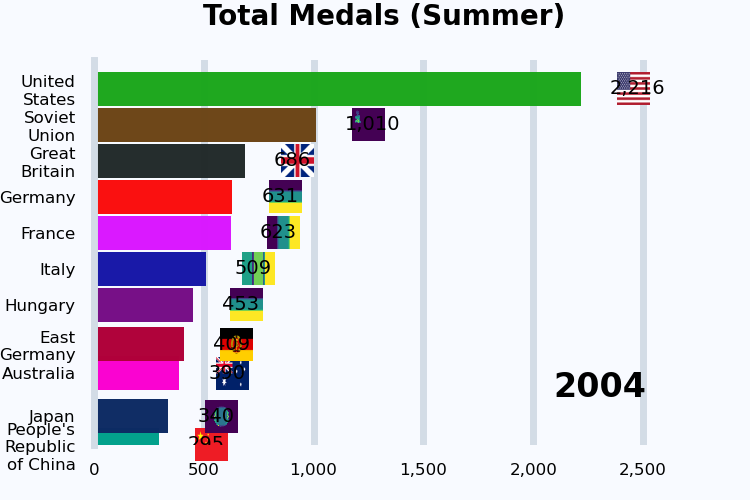 Total Medals (Summer)
United
States
2,216
Soviet
Union
1,010
Great
Britain
686
Germany
631
France
623
Italy
509
Hungary
453
East
Germany
409
Australia
390
2004
Japan
340
People's
Republic
of China
295
0 500 1,000 1,500 2,000 2,500